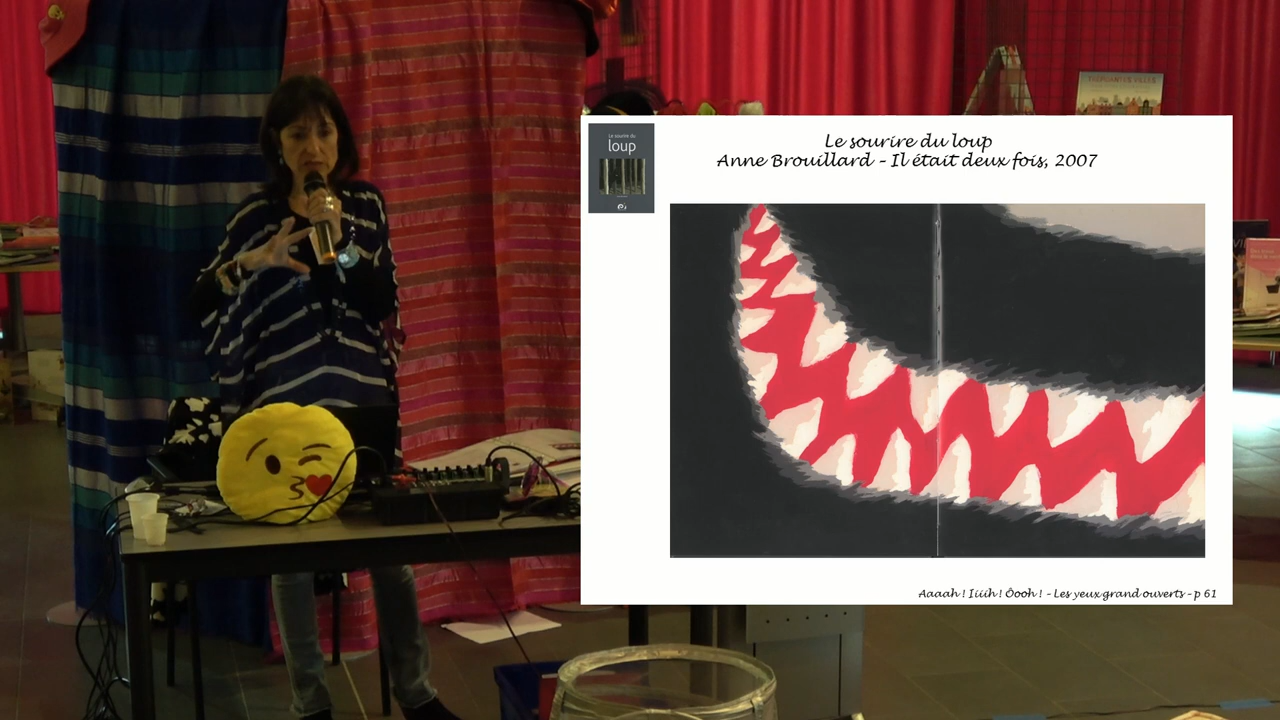 Le sourire du loup
Anne Brouillard - Il était deux fois, 2007
Le sourire du
loup
Aaaah ! Iiiih ! Ôooh ! - Les yeux grand ouverts - p 61